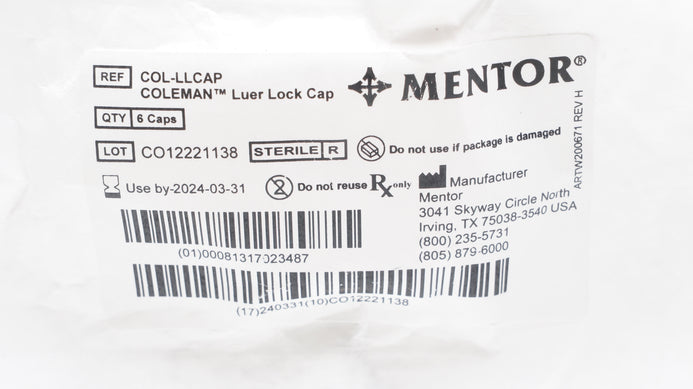 REF COL-LLCAP
COLEMAN™ Luer Lock Cap
MENTOR®
QTY 6 Caps
LOT CO12221138 STERILE R Do not use if package is damaged
Use by-2024-03-31 Do not reuse Rx only
Manufacturer
Mentor
3041 Skyway Circle North
Irving, TX 75038-3540 USA
(800) 235-5731
(805) 879-6000
(01)00081317023487
(17)240331(10)CO12221138
ARTW200671 REV H